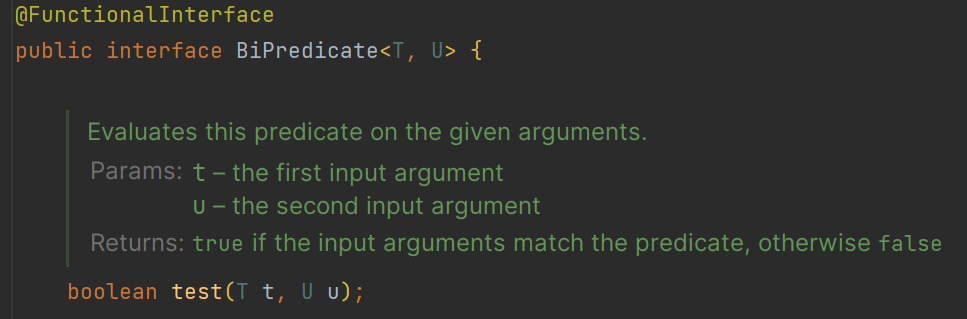 @FunctionalInterface
public interface BiPredicate<T, U> {
Evaluates this predicate on the given arguments.
Params: t – the first input argument
u – the second input argument
Returns: true if the input arguments match the predicate, otherwise false
boolean test(T t, U u);